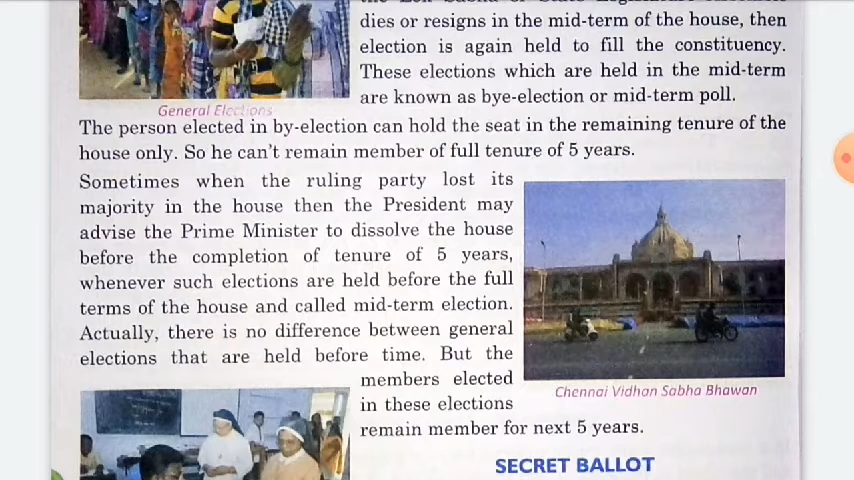 dies or resigns in the mid-term of the house, then
election is again held to fill the constituency.
These elections which are held in the mid-term
are known as bye-election or mid-term poll.
General Elections
The person elected in by-election can hold the seat in the remaining tenure of the
house only. So he can't remain member of full tenure of 5 years.
Sometimes when the ruling party lost its
majority in the house then the President may
advise the Prime Minister to dissolve the house
before the completion of tenure of 5 years,
whenever such elections are held before the full
terms of the house and called mid-term election.
Actually, there is no difference between general
elections that are held before time. But the
members elected
in these elections
remain member for next 5 years.
Chennai Vidhan Sabha Bhawan
SECRET BALLOT